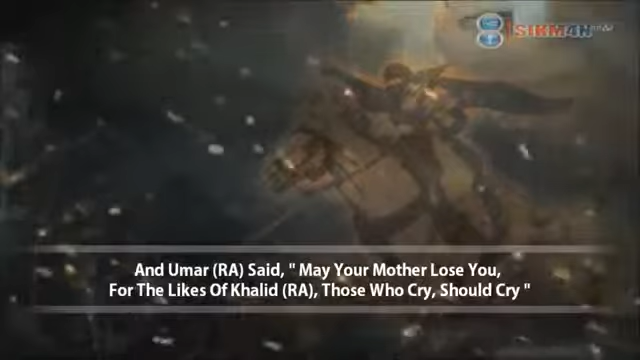 SIKM4N
And Umar (RA) Said, " May Your Mother Lose You,
For The Likes Of Khalid (RA), Those Who Cry, Should Cry "